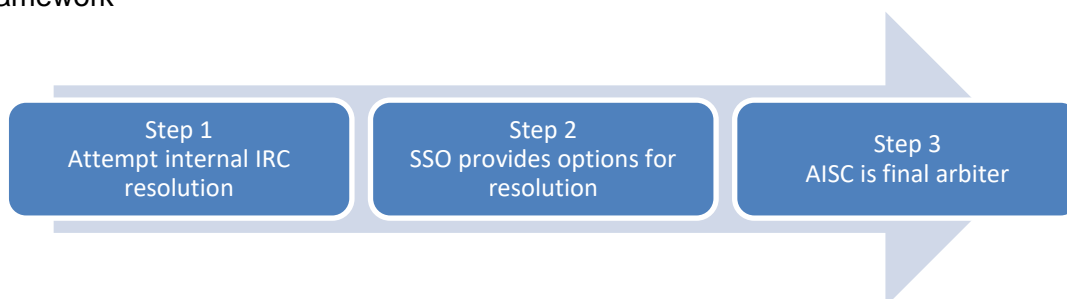 Step 1
Attempt internal IRC
resolution
Step 2
SSO provides options for
resolution
Step 3
AISC is final arbiter